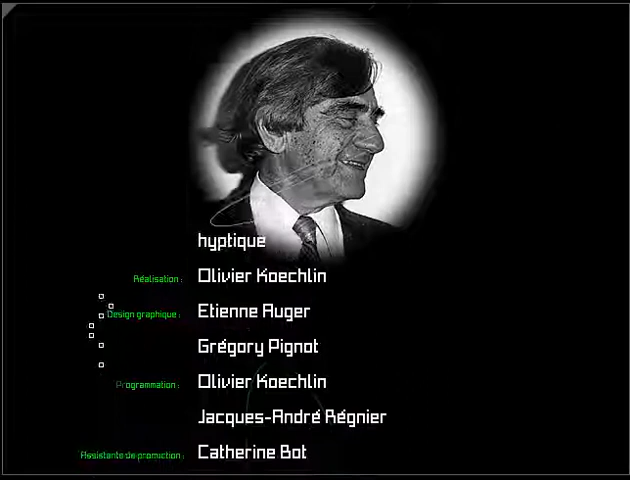 hyptique
Réalisation : Olivier Koechlin
Design graphique : Etienne Auger
Grégory Pignot
Programmation : Olivier Koechlin
Jacques-André Régnier
Assistante de promuction : Catherine Bot